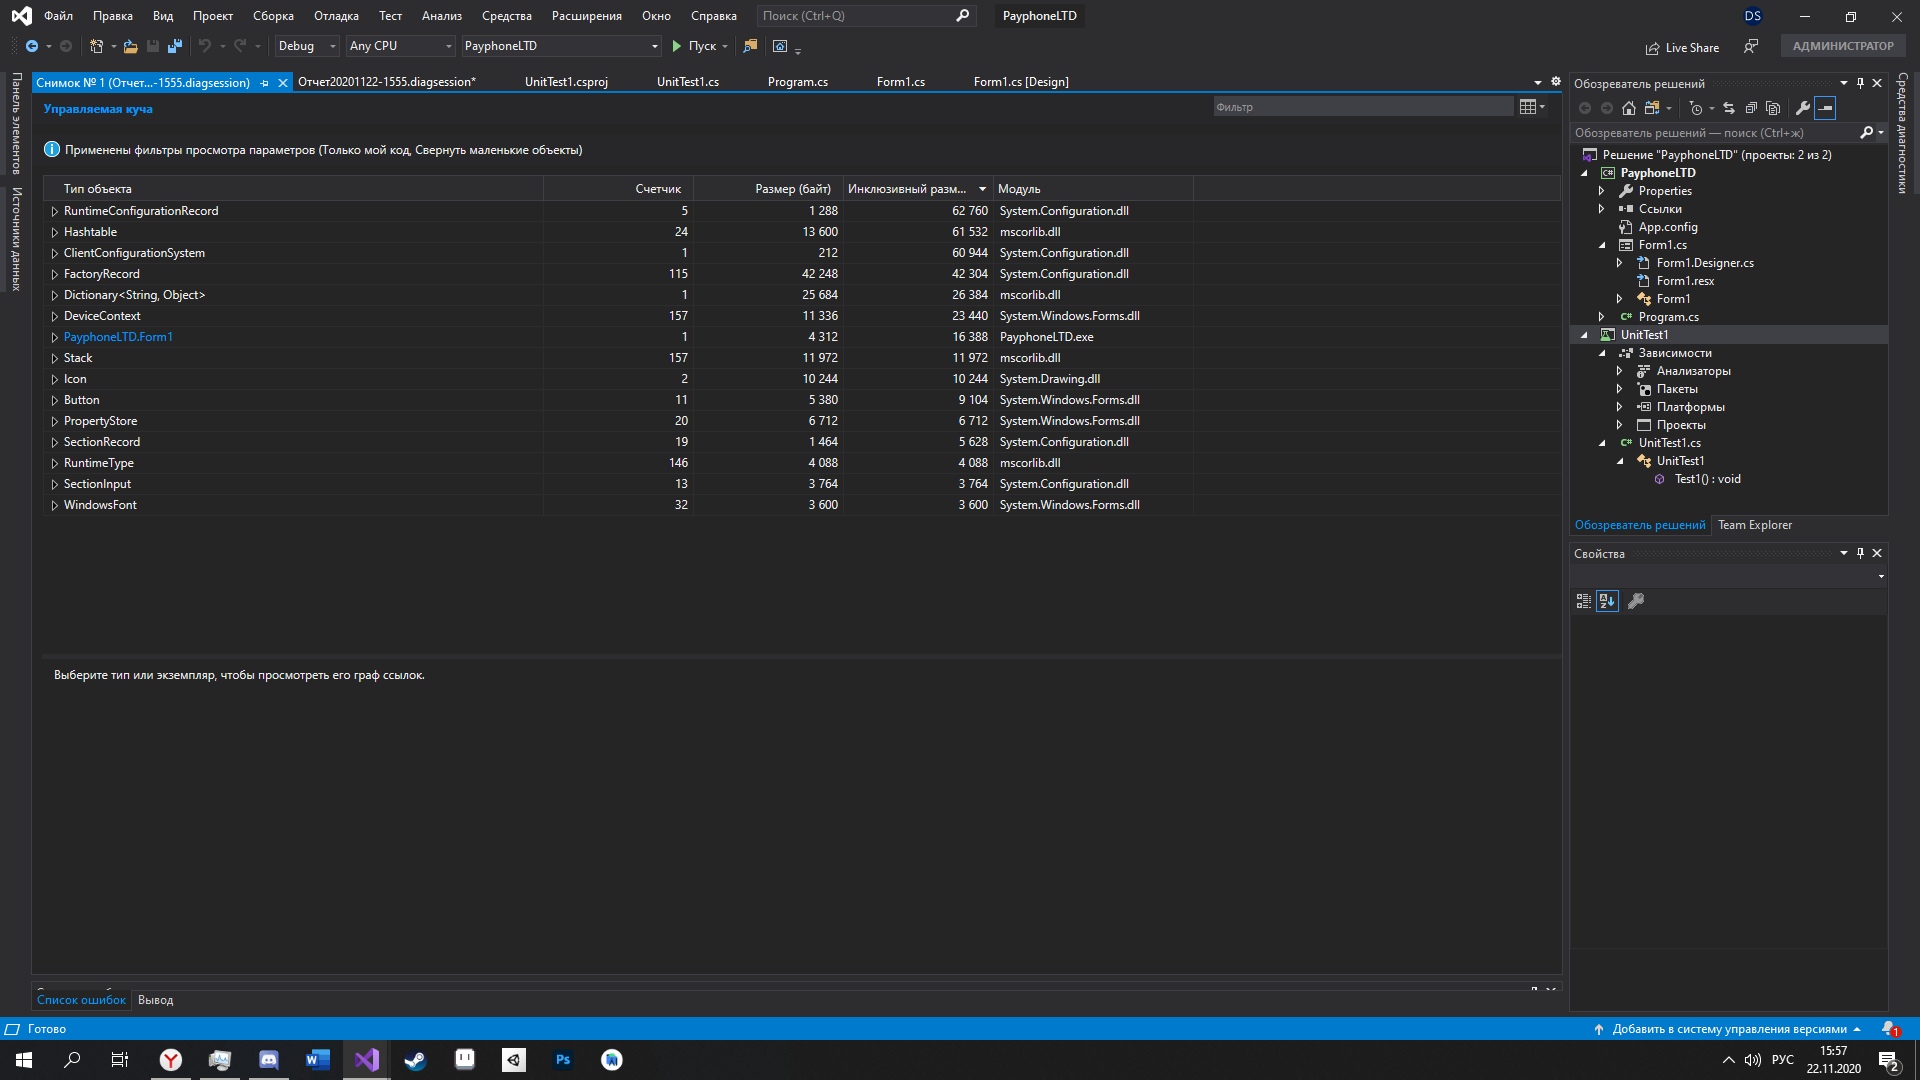 Файл Правка Вид Проект Сборка Отладка Тест Анализ Средства Расширения Окно Справка Поиск (Ctrl+Q) PayphoneLTD DS
Debug Any CPU PayphoneLTD Пуск Live Share АДМИНИСТРАТОР
Панель элементов
Источники данных
Снимок № 1 (Отчет...-1555.diagsession) Отчет20201122-1555.diagsession* UnitTest1.csproj UnitTest1.cs Program.cs Form1.cs Form1.cs [Design]
Управляемая куча
Фильтр
Применены фильтры просмотра параметров (Только мой код, Свернуть маленькие объекты)
Тип объекта Счетчик Размер (байт) Инклюзивный разм... Модуль
RuntimeConfigurationRecord 5 1 288 62 760 System.Configuration.dll
Hashtable 24 13 600 61 532 mscorlib.dll
ClientConfigurationSystem 1 212 60 944 System.Configuration.dll
FactoryRecord 115 42 248 42 304 System.Configuration.dll
Dictionary<String, Object> 1 25 684 26 384 mscorlib.dll
DeviceContext 157 11 336 23 440 System.Windows.Forms.dll
PayphoneLTD.Form1 1 4 312 16 388 PayphoneLTD.exe
Stack 157 11 972 11 972 mscorlib.dll
Icon 2 10 244 10 244 System.Drawing.dll
Button 11 5 380 9 104 System.Windows.Forms.dll
PropertyStore 20 6 712 6 712 System.Windows.Forms.dll
SectionRecord 19 1 464 5 628 System.Configuration.dll
RuntimeType 146 4 088 4 088 mscorlib.dll
SectionInput 13 3 764 3 764 System.Configuration.dll
WindowsFont 32 3 600 3 600 System.Windows.Forms.dll
Выберите тип или экземпляр, чтобы просмотреть его граф ссылок.
Обозреватель решений
Обозреватель решений — поиск (Ctrl+ж)
Решение "PayphoneLTD" (проекты: 2 из 2)
C# PayphoneLTD
Properties
Ссылки
App.config
Form1.cs
Form1.Designer.cs
Form1.resx
Form1
C# Program.cs
UnitTest1
Зависимости
Анализаторы
Пакеты
Платформы
Проекты
C# UnitTest1.cs
UnitTest1
Test1() : void
Обозреватель решений Team Explorer
Свойства
Средства диагностики
Список ошибок Вывод
Готово Добавить в систему управления версиями 1
Y W Ps РУС 15:57
22.11.2020 2